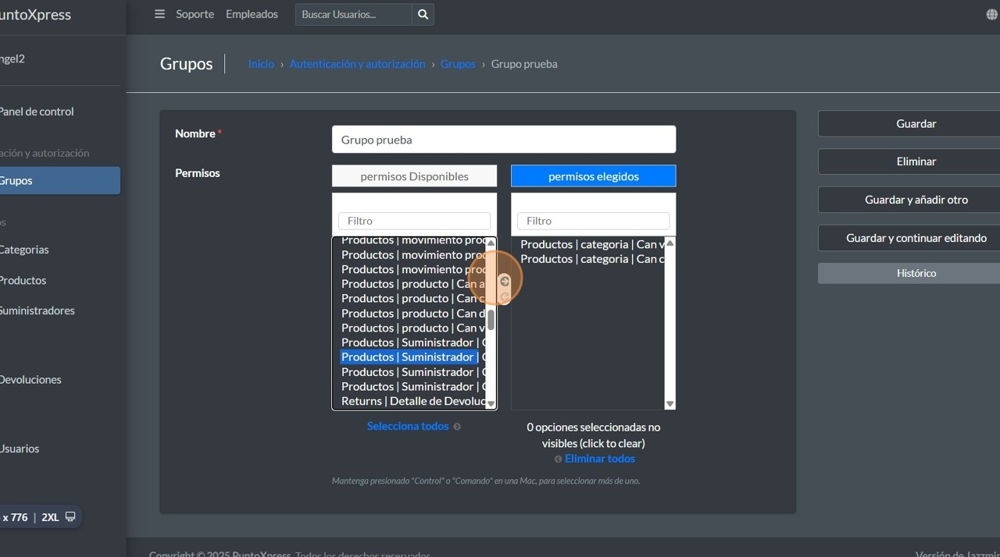 untoXpress
Soporte
Empleados
Buscar Usuarios...
ngel2
Grupos
Inicio › Autenticación y autorización › Grupos › Grupo prueba
Panel de control
ación y autorización
Grupos
os
Categorias
Productos
Suministradores
Devoluciones
Usuarios
x 776 | 2XL
Nombre *
Grupo prueba
Permisos
permisos Disponibles
Filtro
Productos | movimiento prod
Productos | movimiento prod
Productos | movimiento prod
Productos | producto | Can a
Productos | producto | Can c
Productos | producto | Can d
Productos | producto | Can v
Productos | Suministrador | C
Productos | Suministrador | C
Productos | Suministrador | C
Productos | Suministrador | C
Returns | Detalle de Devoluc
Selecciona todos
permisos elegidos
Filtro
Productos | categoria | Can v
Productos | categoria | Can c
0 opciones seleccionadas no
visibles (click to clear)
Eliminar todos
Mantenga presionado "Control" o "Comando" en una Mac, para seleccionar más de uno.
Guardar
Eliminar
Guardar y añadir otro
Guardar y continuar editando
Histórico
Copyright © 2025 PuntoXpress. Todos los derechos reservados.
Versión de Jazzmin